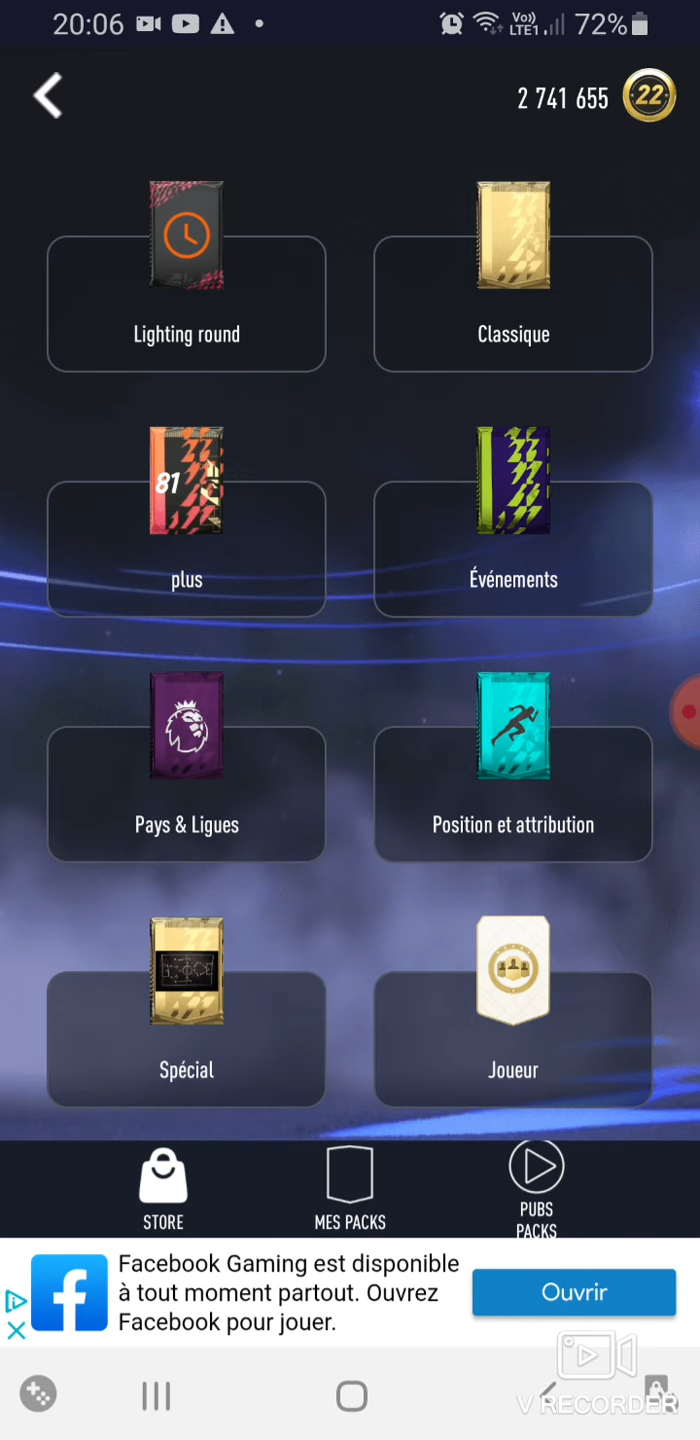 20:06
Vo))
LTE1
72%
2 741 655
22
Lighting round
Classique
81
plus
Événements
Pays & Ligues
Position et attribution
Spécial
Joueur
STORE
MES PACKS
PUBS
PACKS
Facebook Gaming est disponible
à tout moment partout. Ouvrez
Facebook pour jouer.
Ouvrir
V RECORDER